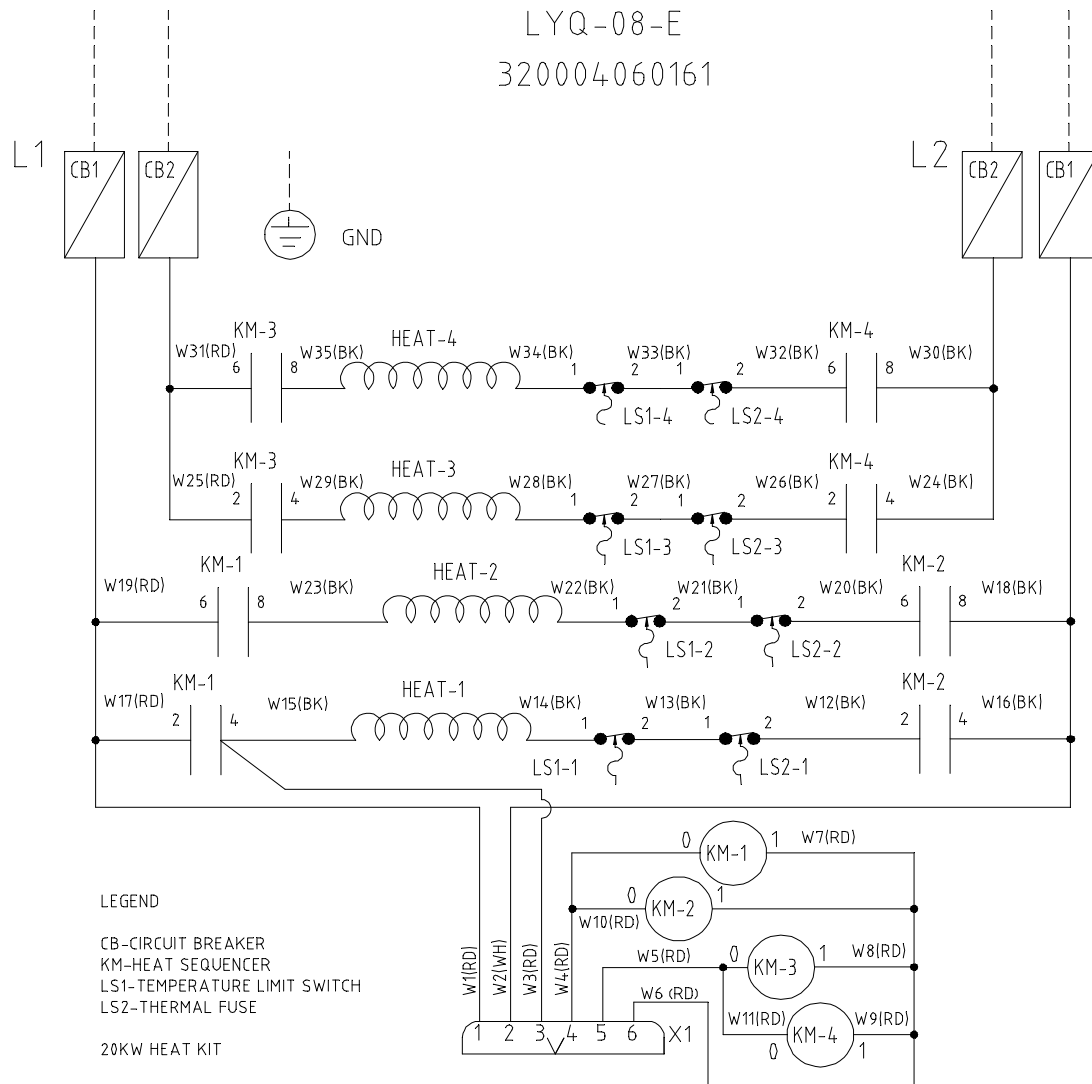 LYQ-08-E
320004060161
L1
CB1
CB2
L2
CB2
CB1
GND
KM-3
HEAT-4
KM-4
W31(RD)
W35(BK)
W34(BK)
W33(BK)
W32(BK)
W30(BK)
6 8 1 2 1 2 6 8
LS1-4
LS2-4
KM-3
HEAT-3
KM-4
W25(RD)
W29(BK)
W28(BK)
W27(BK)
W26(BK)
W24(BK)
2 4 1 2 1 2 2 4
LS1-3
LS2-3
KM-1
HEAT-2
KM-2
W19(RD)
W23(BK)
W22(BK)
W21(BK)
W20(BK)
W18(BK)
6 8 1 2 1 2 6 8
LS1-2
LS2-2
KM-1
HEAT-1
KM-2
W17(RD)
W15(BK)
W14(BK)
W13(BK)
W12(BK)
W16(BK)
2 4 1 2 1 2 2 4
LS1-1
LS2-1
0 KM-1 1 W7(RD)
0 KM-2 1
W10(RD)
W5(RD) 0 KM-3 1 W8(RD)
W6 (RD)
W11(RD) 0 KM-4 1 W9(RD)
W1(RD)
W2(WH)
W3(RD)
W4(RD)
1 2 3 4 5 6 X1
LEGEND
CB-CIRCUIT BREAKER
KM-HEAT SEQUENCER
LS1-TEMPERATURE LIMIT SWITCH
LS2-THERMAL FUSE
20KW HEAT KIT